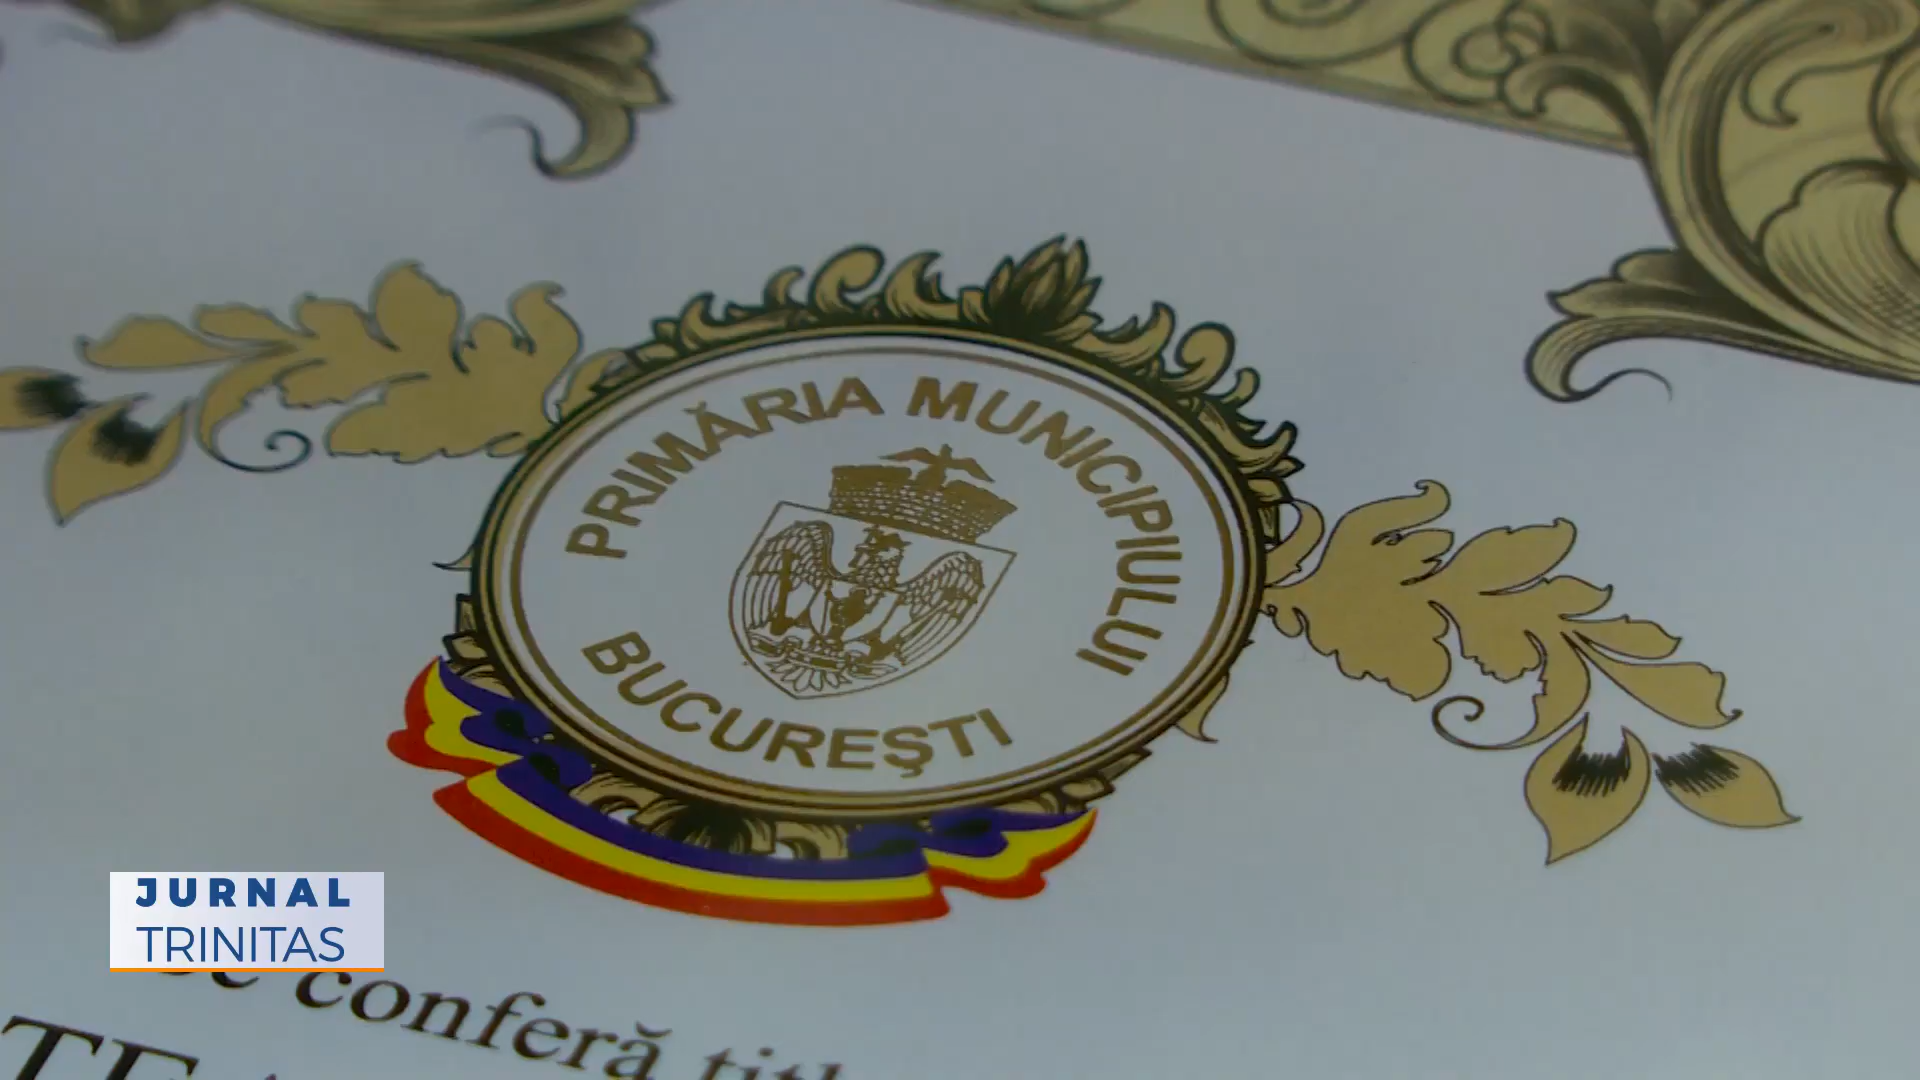 PRIMĂRIA MUNICIPIULUI
BUCUREŞTI
JURNAL
TRINITAS
conferă